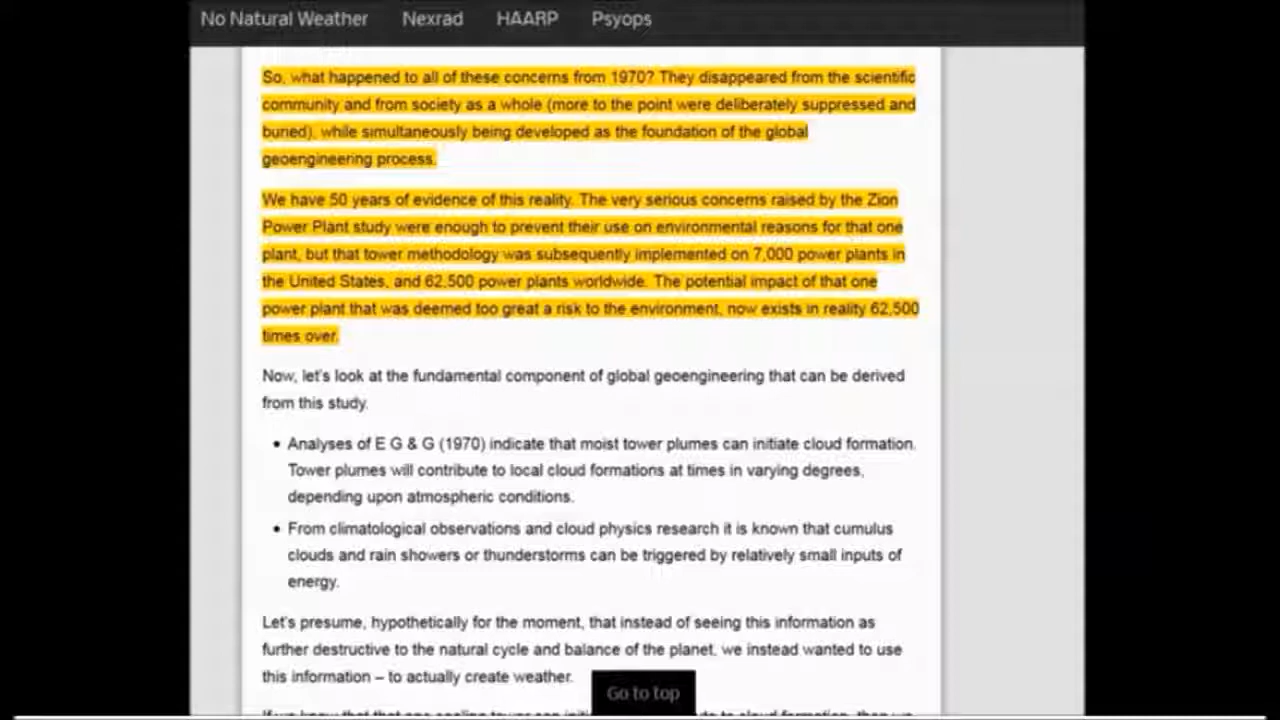 No Natural Weather Nexrad HAARP Psyops
So, what happened to all of these concerns from 1970? They disappeared from the scientific
community and from society as a whole (more to the point were deliberately suppressed and
buried), while simultaneously being developed as the foundation of the global
geoengineering process.
We have 50 years of evidence of this reality. The very serious concerns raised by the Zion
Power Plant study were enough to prevent their use on environmental reasons for that one
plant, but that tower methodology was subsequently implemented on 7,000 power plants in
the United States, and 62,500 power plants worldwide. The potential impact of that one
power plant that was deemed too great a risk to the environment, now exists in reality 62,500
times over.
Now, let's look at the fundamental component of global geoengineering that can be derived
from this study.
• Analyses of E G & G (1970) indicate that moist tower plumes can initiate cloud formation.
Tower plumes will contribute to local cloud formations at times in varying degrees,
depending upon atmospheric conditions.
• From climatological observations and cloud physics research it is known that cumulus
clouds and rain showers or thunderstorms can be triggered by relatively small inputs of
energy.
Let's presume, hypothetically for the moment, that instead of seeing this information as
further destructive to the natural cycle and balance of the planet, we instead wanted to use
this information – to actually create weather.
Go to top